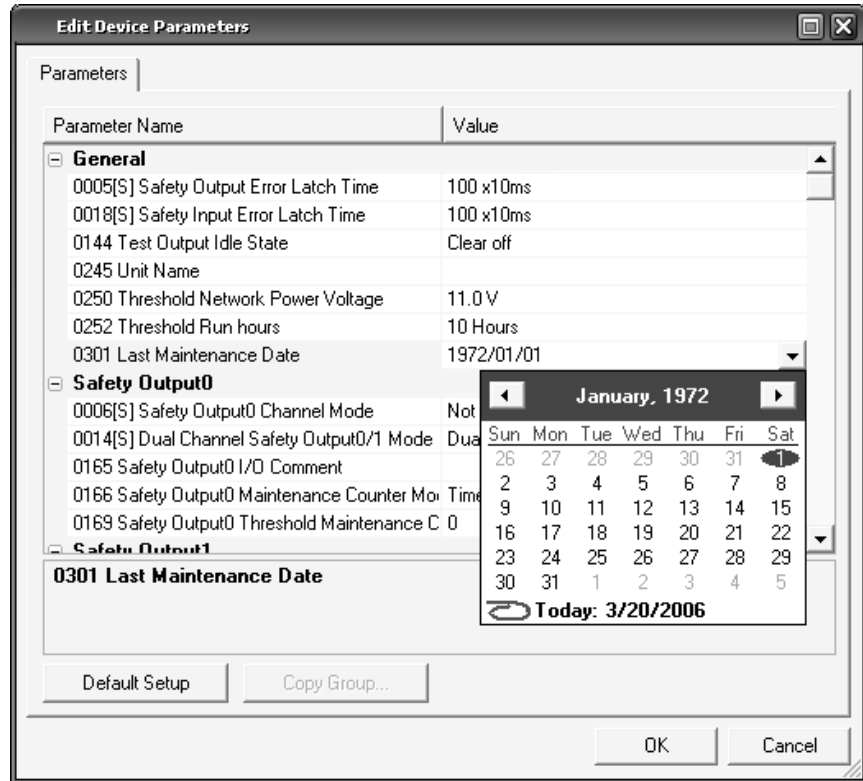 Edit Device Parameters
Parameters
Parameter Name Value
General
0005[S] Safety Output Error Latch Time 100 x10ms
0018[S] Safety Input Error Latch Time 100 x10ms
0144 Test Output Idle State Clear off
0245 Unit Name
0250 Threshold Network Power Voltage 11.0 V
0252 Threshold Run hours 10 Hours
0301 Last Maintenance Date 1972/01/01
Safety Output0
0006[S] Safety Output0 Channel Mode Not
0014[S] Dual Channel Safety Output0/1 Mode Dua
0165 Safety Output0 I/O Comment
0166 Safety Output0 Maintenance Counter Mo Time
0169 Safety Output0 Threshold Maintenance C 0
Safety Output1
January, 1972
Sun Mon Tue Wed Thu Fri Sat
26 27 28 29 30 31 1
2 3 4 5 6 7 8
9 10 11 12 13 14 15
16 17 18 19 20 21 22
23 24 25 26 27 28 29
30 31 1 2 3 4 5
Today: 3/20/2006
0301 Last Maintenance Date
Default Setup Copy Group...
OK Cancel